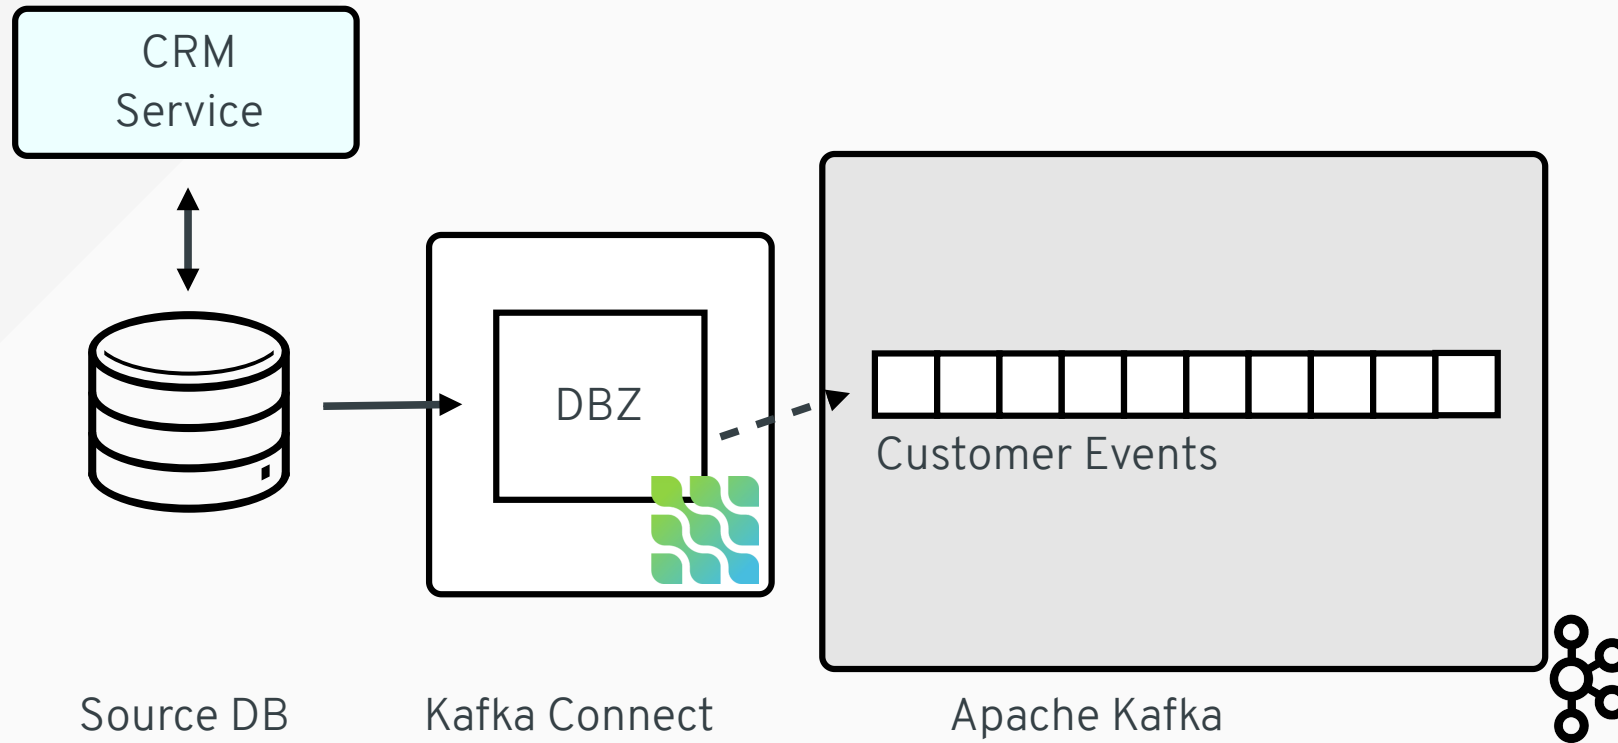 CRM
Service
DBZ
Customer Events
Source DB
Kafka Connect
Apache Kafka